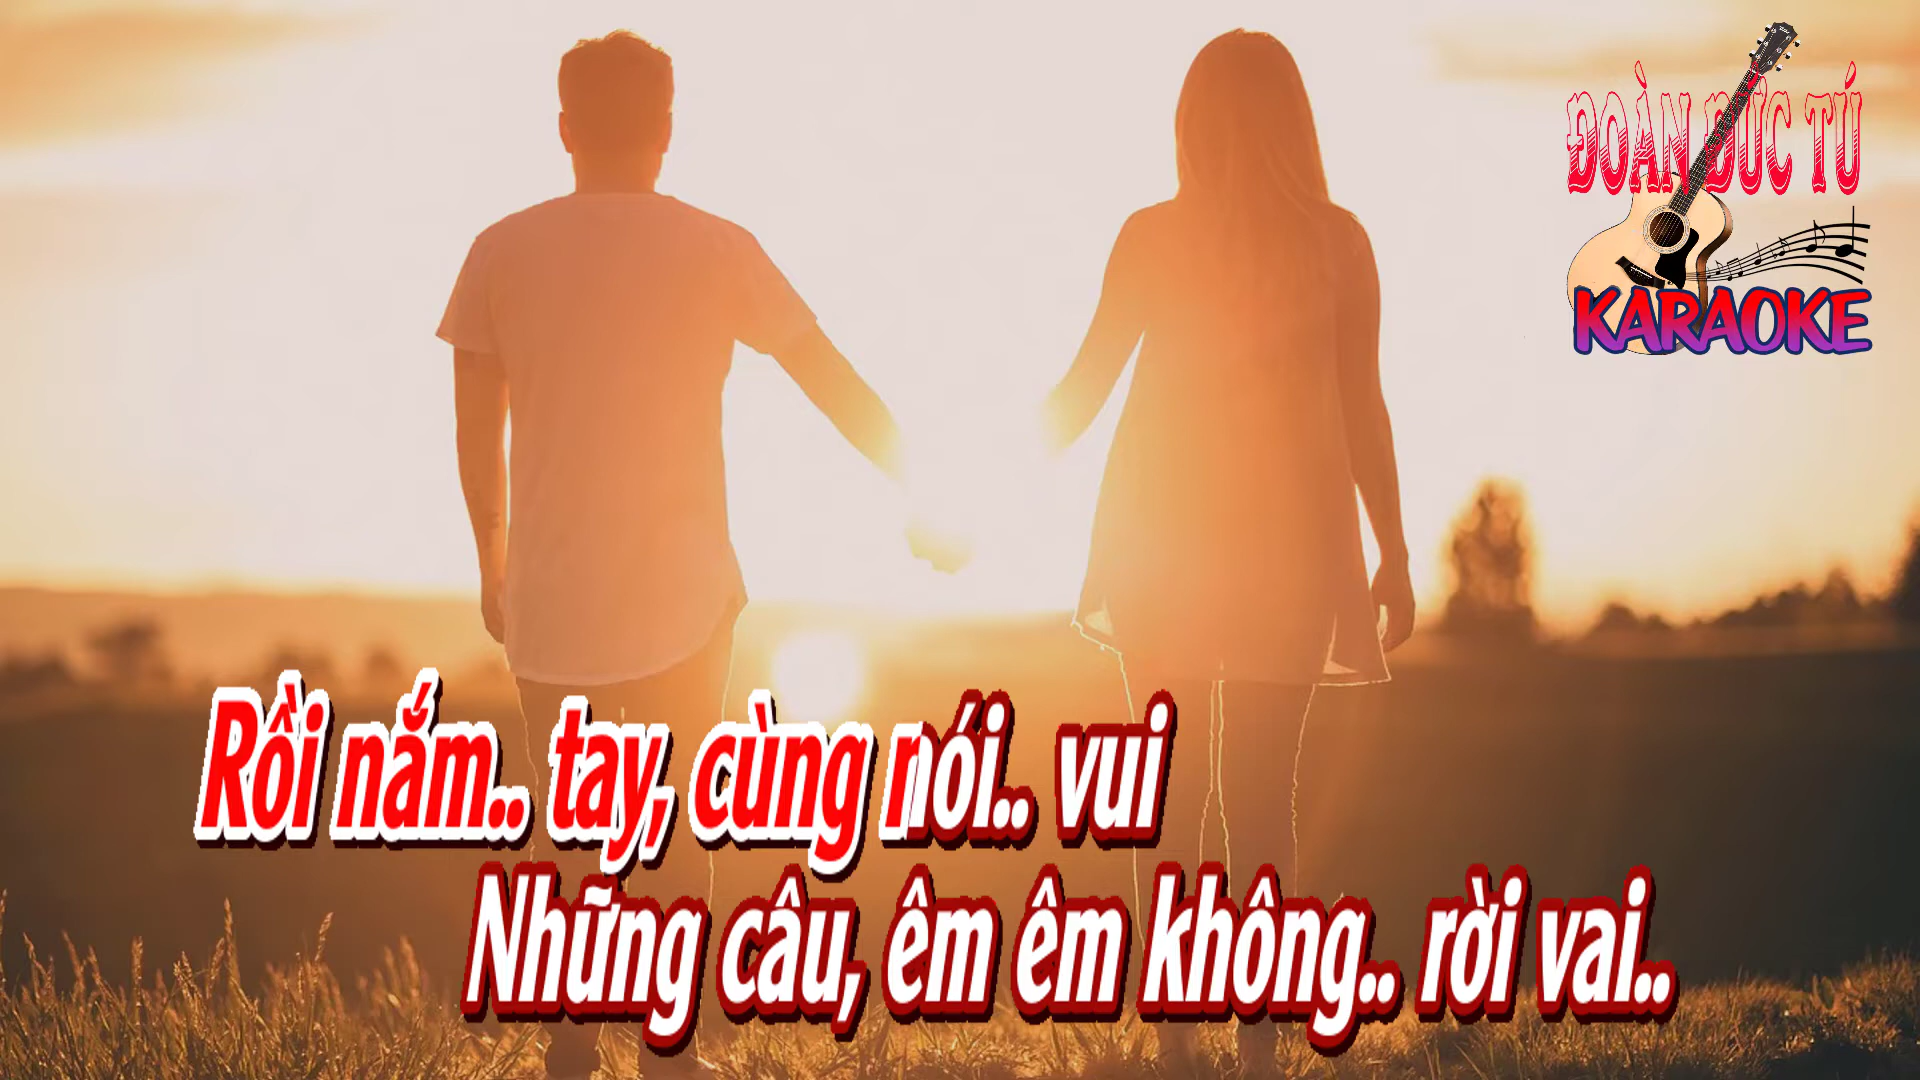 ĐOÀN ĐỨC TÚ
KARAOKE
Rồi nắm.. tay, cùng nói.. vui
Những câu, êm êm không.. rời vai..